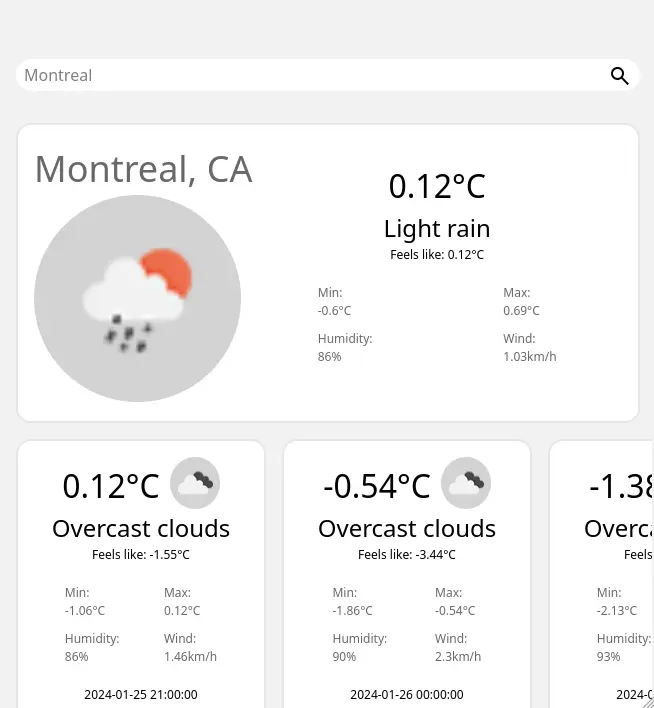 Montreal
Montreal, CA
0.12°C
Light rain
Feels like: 0.12°C
Min: Max:
-0.6°C 0.69°C
Humidity: Wind:
86% 1.03km/h
0.12°C
Overcast clouds
Feels like: -1.55°C
Min: Max:
-1.06°C 0.12°C
Humidity: Wind:
86% 1.46km/h
2024-01-25 21:00:00
-0.54°C
Overcast clouds
Feels like: -3.44°C
Min: Max:
-1.86°C -0.54°C
Humidity: Wind:
90% 2.3km/h
2024-01-26 00:00:00
-1.38
Overc
Feels
Min:
-2.13°C
Humidity:
93%
2024-0